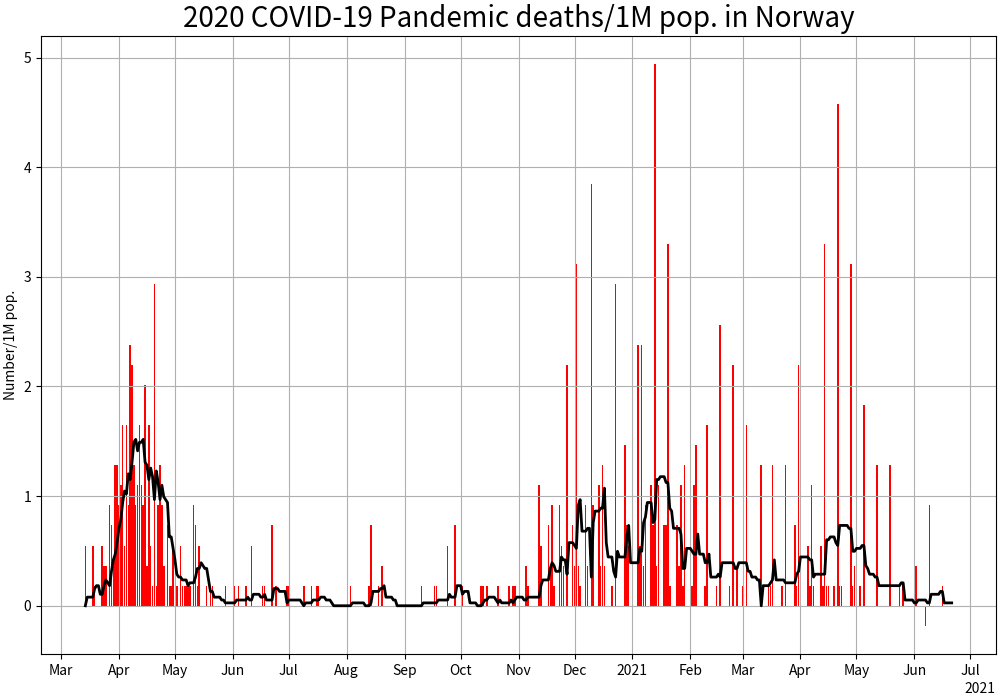 2020 COVID-19 Pandemic deaths/1M pop. in Norway
Number/1M pop.
5
4
3
2
1
0
Mar Apr May Jun Jul Aug Sep Oct Nov Dec 2021 Feb Mar Apr May Jun Jul
2021